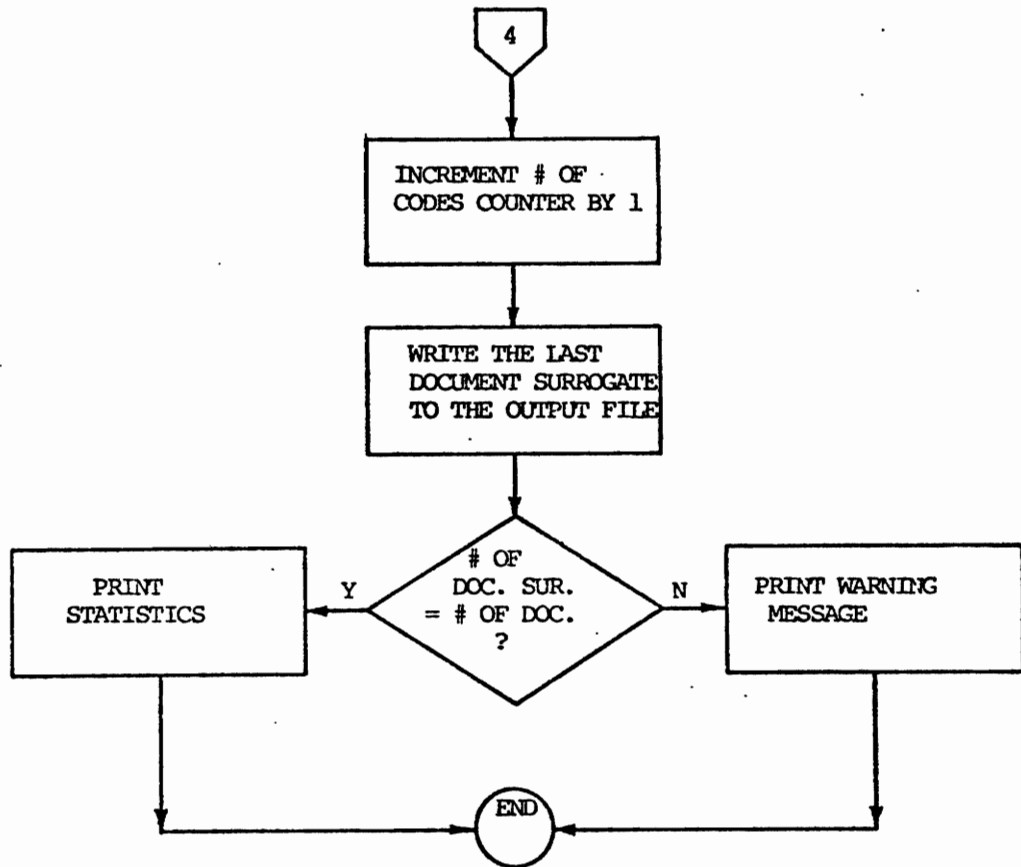 4
INCREMENT # OF
CODES COUNTER BY 1
WRITE THE LAST
DOCUMENT SURROGATE
TO THE OUTPUT FILE
# OF
DOC. SUR.
= # OF DOC.
?
Y
N
PRINT
STATISTICS
PRINT WARNING
MESSAGE
END